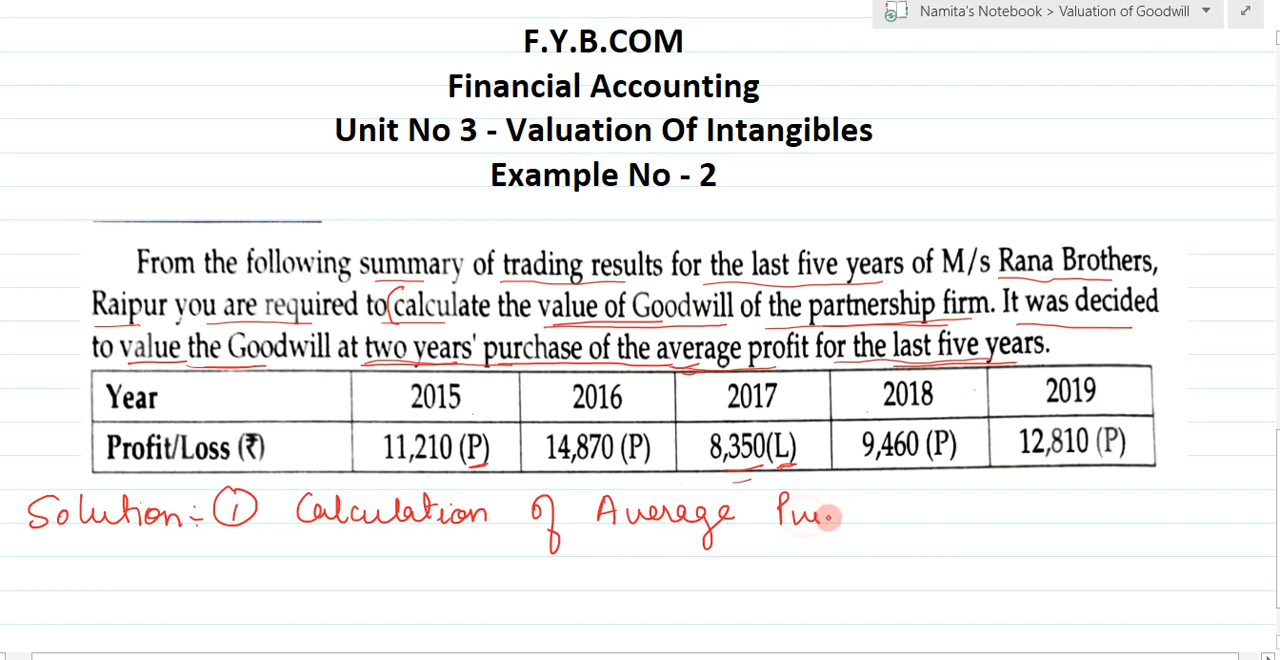 Namita's Notebook > Valuation of Goodwill
F.Y.B.COM
Financial Accounting
Unit No 3 - Valuation Of Intangibles
Example No - 2
From the following summary of trading results for the last five years of M/s Rana Brothers,
Raipur you are required to calculate the value of Goodwill of the partnership firm. It was decided
to value the Goodwill at two years' purchase of the average profit for the last five years.
Year 2015 2016 2017 2018 2019
Profit/Loss (₹) 11,210 (P) 14,870 (P) 8,350(L) 9,460 (P) 12,810 (P)
Solution:- ① Calculation of Average